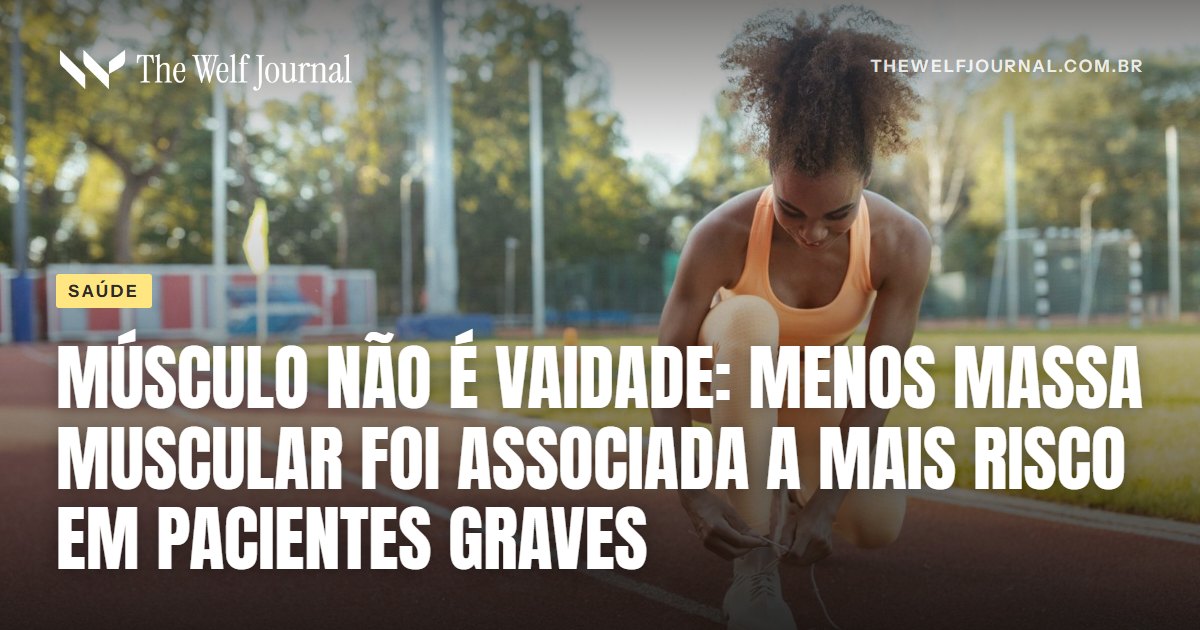 The Welf Journal
THEWELFJOURNAL.COM.BR
SAÚDE
MÚSCULO NÃO É VAIDADE: MENOS MASSA
MUSCULAR FOI ASSOCIADA A MAIS RISCO
EM PACIENTES GRAVES